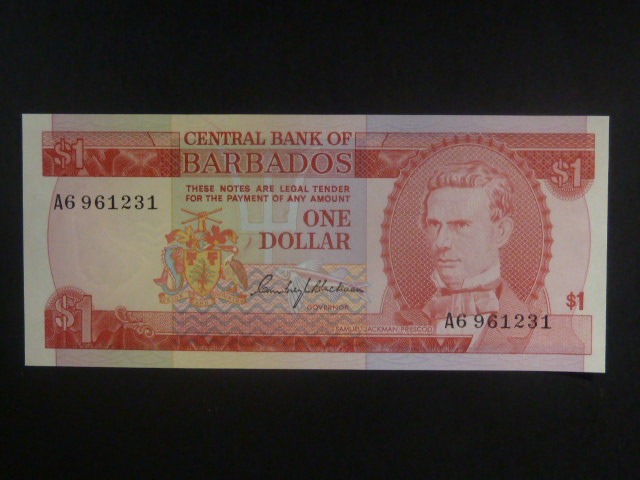 CENTRAL BANK OF
BARBADOS
$1
$1
THESE NOTES ARE LEGAL TENDER
FOR THE PAYMENT OF ANY AMOUNT
A6 961231
ONE
DOLLAR
GOVERNOR
$1
$1
A6 961231
SAMUEL JACKMAN PRESCOD